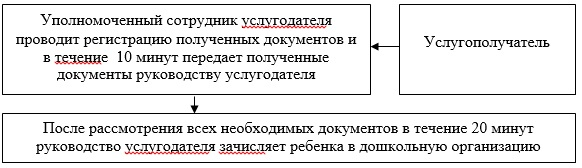 Уполномоченный сотрудник услугодателя
проводит регистрацию полученных документов и
в течение 10 минут передает полученные
документы руководству услугодателя
Услугополучатель
После рассмотрения всех необходимых документов в течение 20 минут
руководство услугодателя зачисляет ребенка в дошкольную организацию